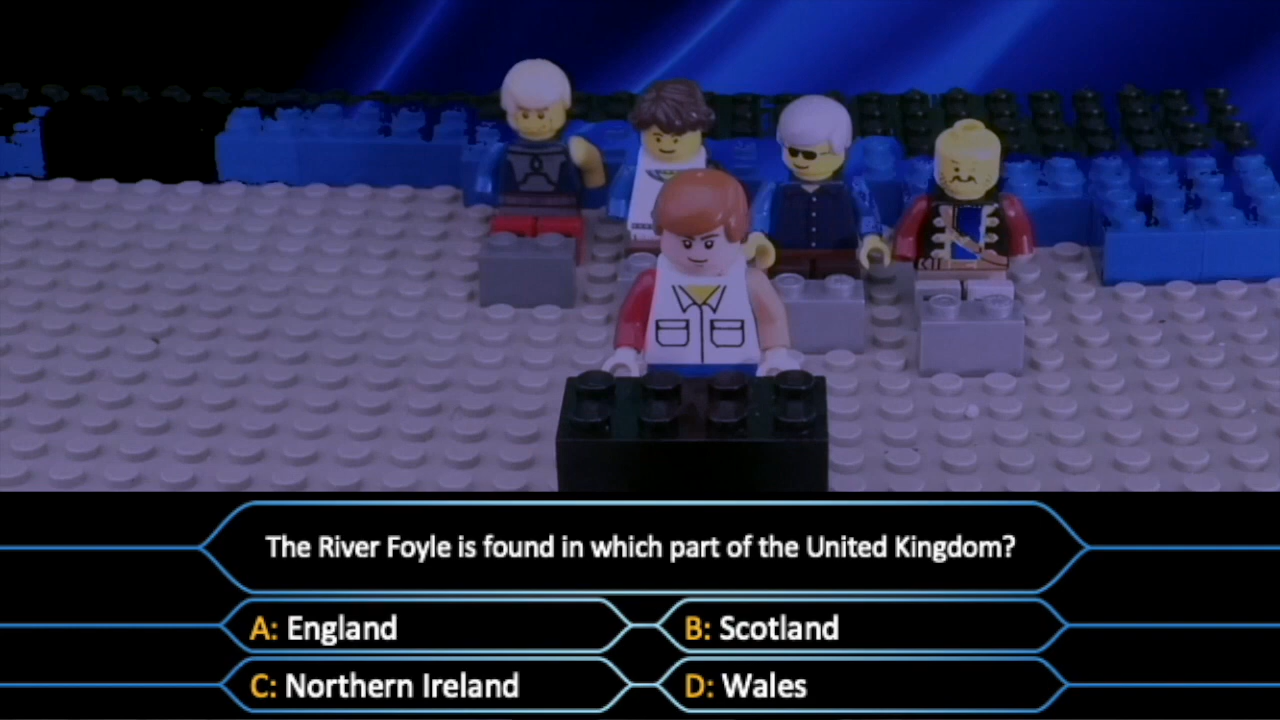 The River Foyle is found in which part of the United Kingdom?
A: England
B: Scotland
C: Northern Ireland
D: Wales